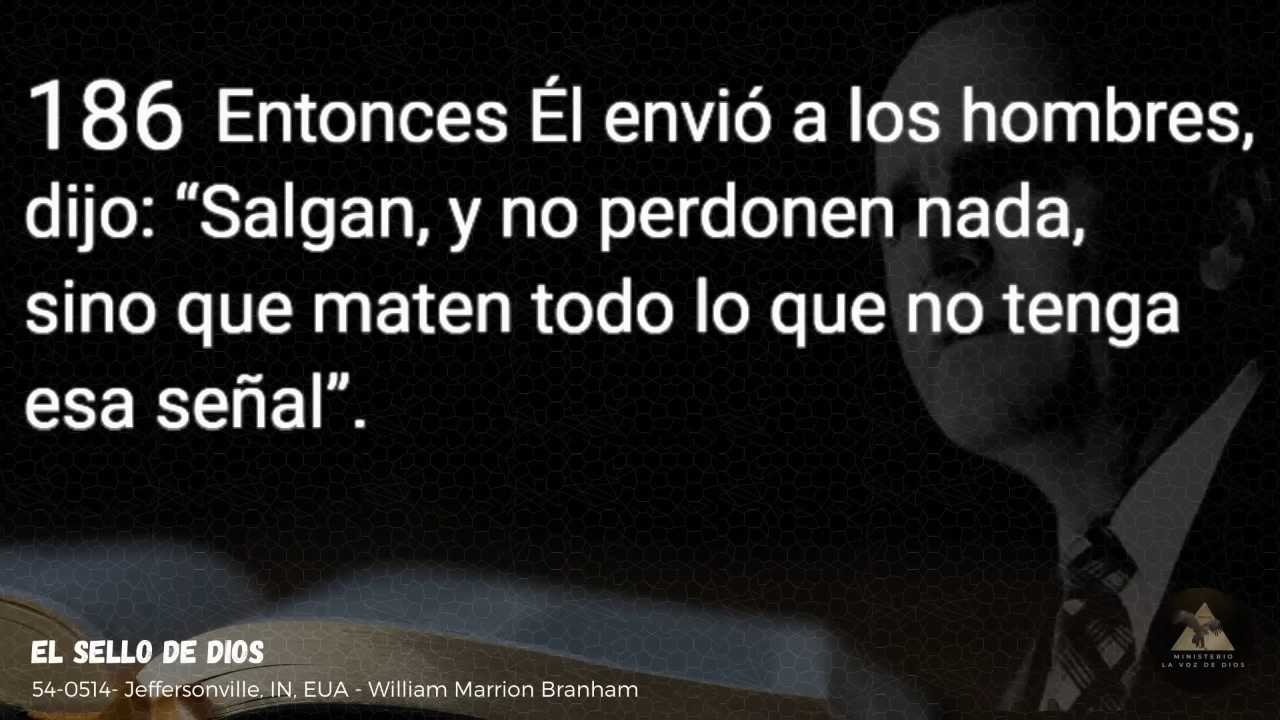 186 Entonces Él envió a los hombres,
dijo: “Salgan, y no perdonen nada,
sino que maten todo lo que no tenga
esa señal”.
EL SELLO DE DIOS
54-0514- Jeffersonville, IN, EUA - William Marrion Branham
MINISTERIO
LA VOZ DE DIOS